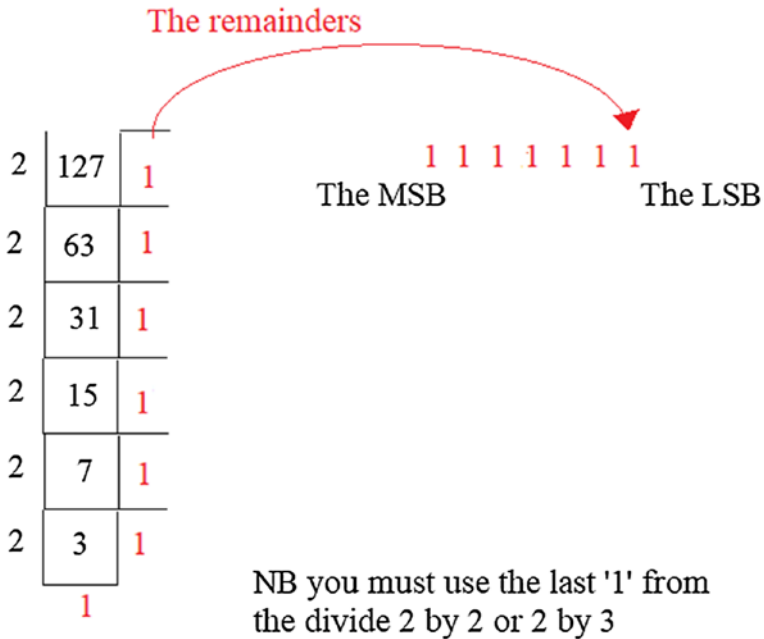 The remainders
1 1 1 1 1 1 1
The MSB The LSB
2 127 1
2 63 1
2 31 1
2 15 1
2 7 1
2 3 1
1
NB you must use the last '1' from
the divide 2 by 2 or 2 by 3